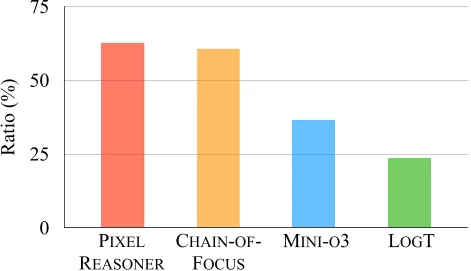 75
50
25
0
Ratio (%)
PIXEL REASONER
CHAIN-OF-FOCUS
MINI-O3
LOGT